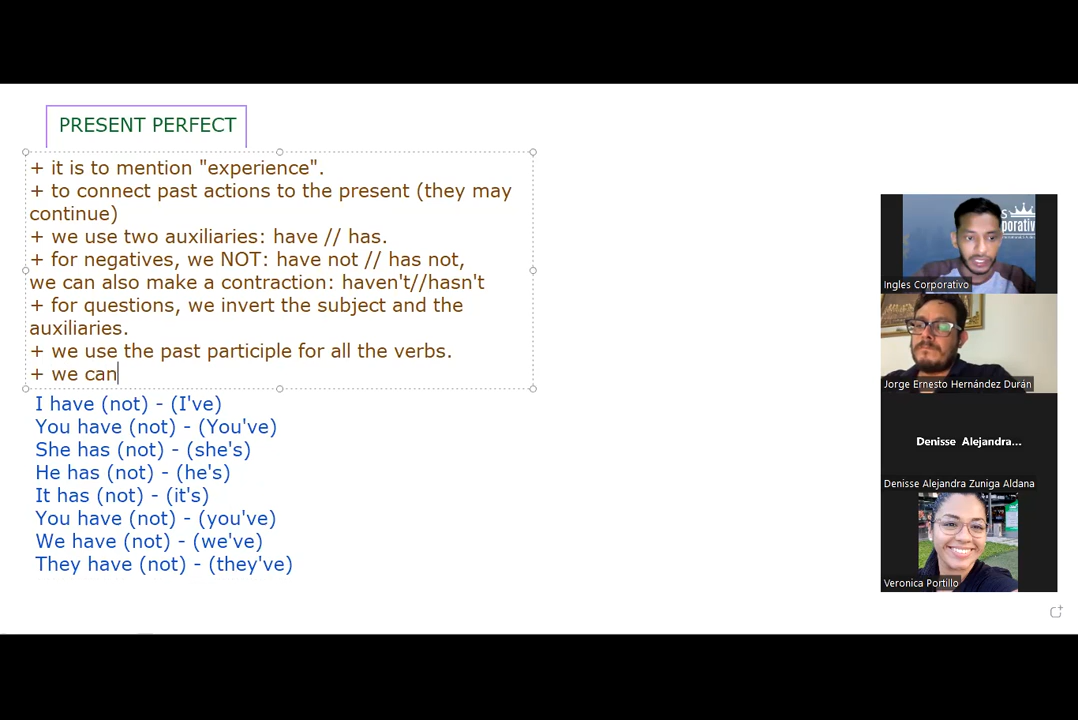 PRESENT PERFECT
+ it is to mention "experience".
+ to connect past actions to the present (they may
continue)
+ we use two auxiliaries: have // has.
+ for negatives, we NOT: have not // has not,
we can also make a contraction: haven't//hasn't
+ for questions, we invert the subject and the
auxiliaries.
+ we use the past participle for all the verbs.
+ we can
I have (not) - (I've)
You have (not) - (You've)
She has (not) - (she's)
He has (not) - (he's)
It has (not) - (it's)
You have (not) - (you've)
We have (not) - (we've)
They have (not) - (they've)
Ingles Corporativo
Jorge Ernesto Hernández Durán
Denisse Alejandra...
Denisse Alejandra Zuniga Aldana
Veronica Portillo